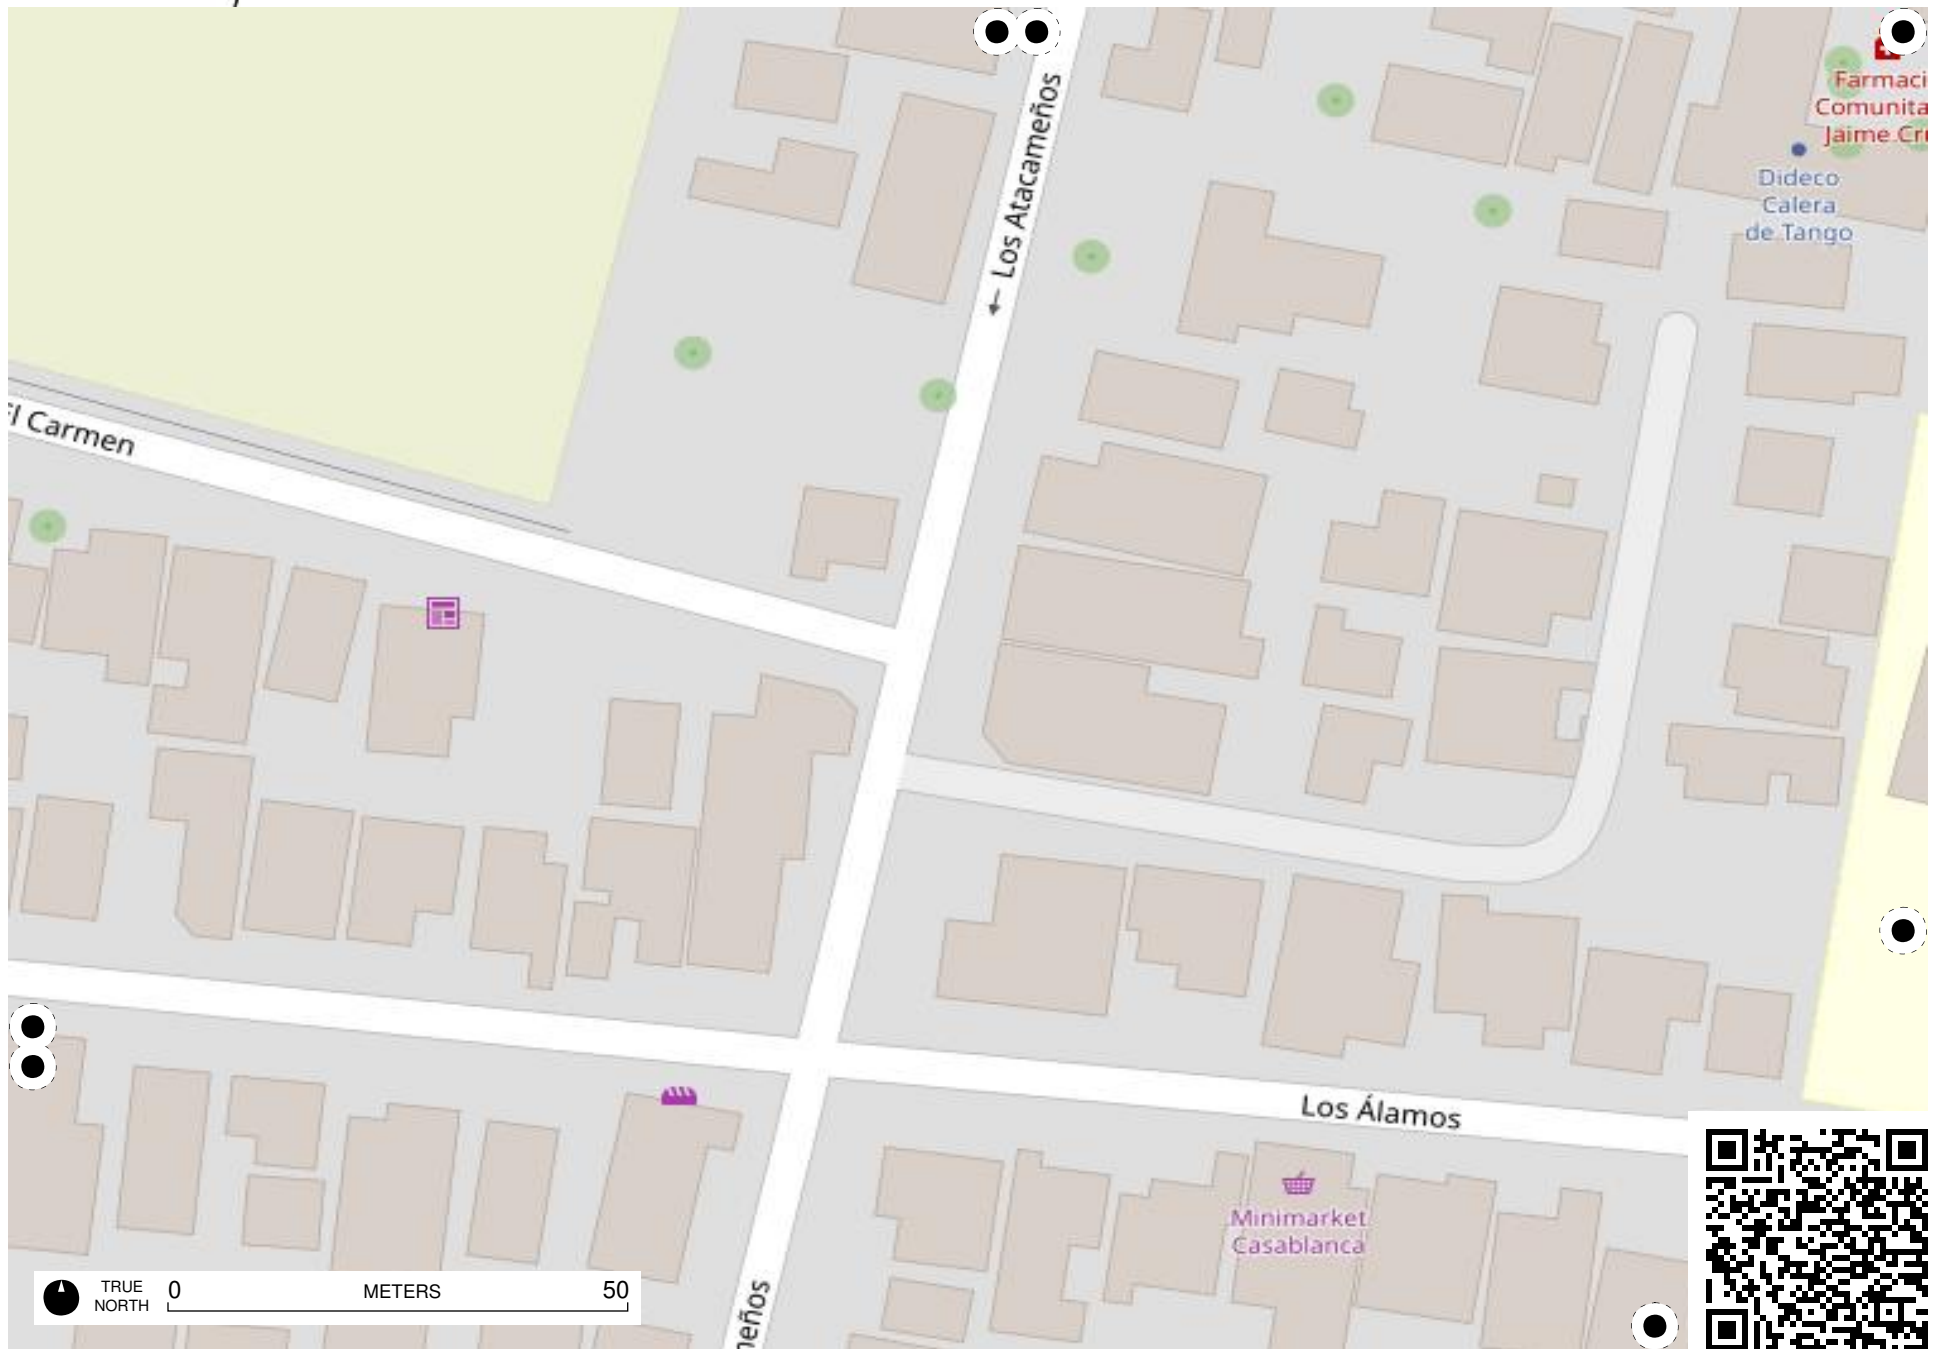 Los Atacameños
Farmaci
Comunita
Jaime Cr
Dideco
Calera
de Tango
El Carmen
Los Álamos
Minimarket
Casablanca
TRUE
NORTH
0 METERS 50
meños